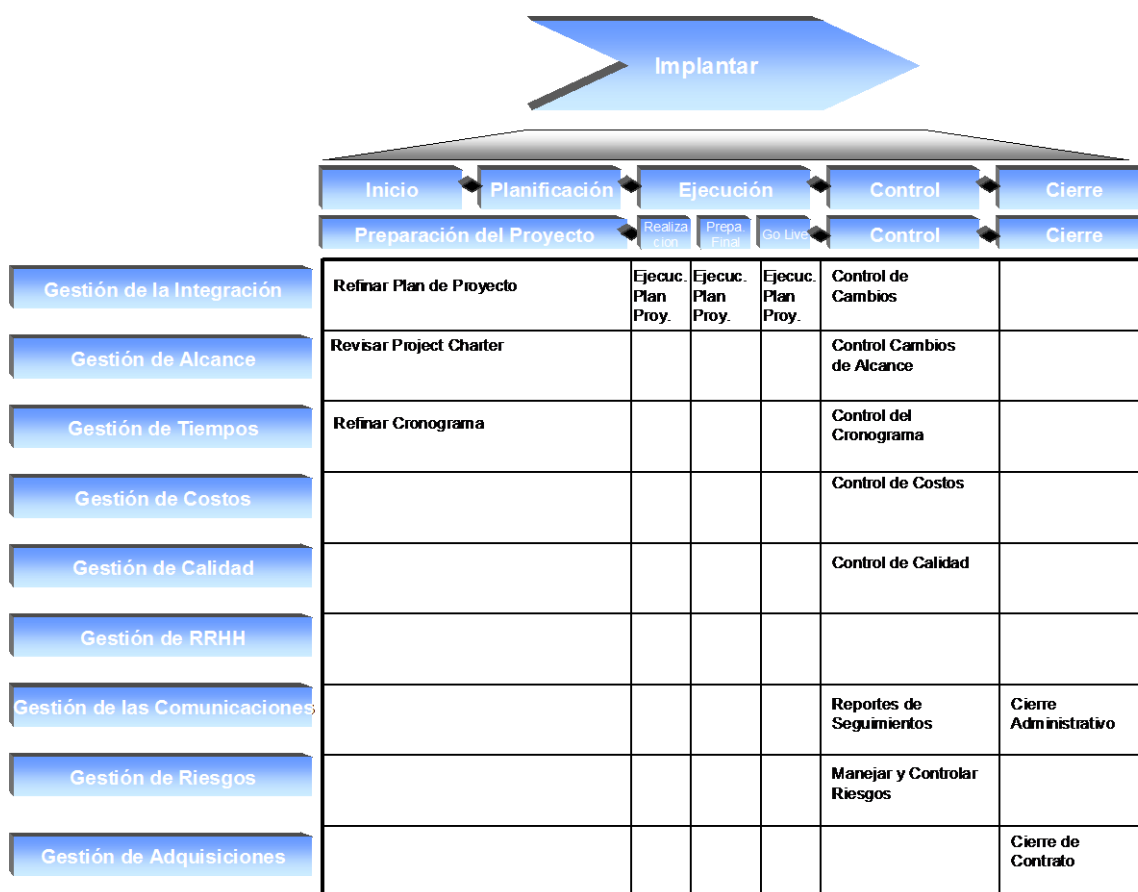 Implantar
Inicio
Planificación
Ejecución
Control
Cierre
Preparación del Proyecto
Realiza
cion
Prepa.
Final
Go Live
Control
Cierre
Gestión de la Integración
Refinar Plan de Proyecto
Ejecuc.
Plan
Proy.
Ejecuc.
Plan
Proy.
Ejecuc.
Plan
Proy.
Control de
Cambios
Gestión de Alcance
Revisar Project Charter
Control Cambios
de Alcance
Gestión de Tiempos
Refinar Cronograma
Control del
Cronograma
Gestión de Costos
Control de Costos
Gestión de Calidad
Control de Calidad
Gestión de RRHH
Gestión de las Comunicaciones
Reportes de
Seguimientos
Cierre
Administrativo
Gestión de Riesgos
Manejar y Controlar
Riesgos
Gestión de Adquisiciones
Cierre de
Contrato